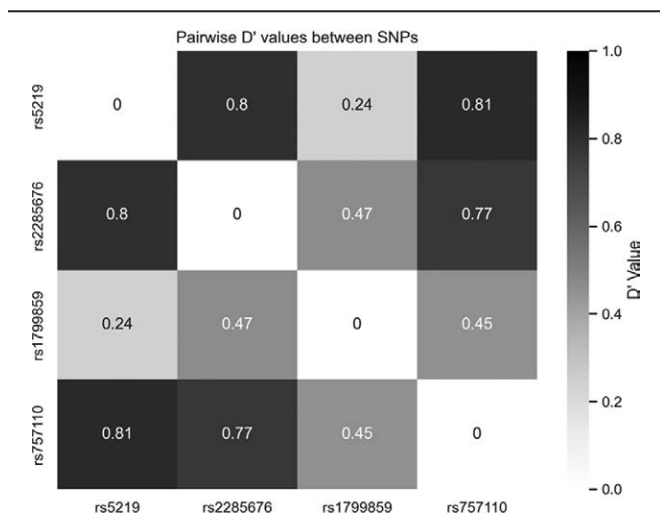 Pairwise D' values between SNPs
rs5219 0 0.8 0.24 0.81
rs2285676 0.8 0 0.47 0.77
rs1799859 0.24 0.47 0 0.45
rs757110 0.81 0.77 0.45 0
rs5219 rs2285676 rs1799859 rs757110
1.0
0.8
0.6
0.4
0.2
0.0
D' Value